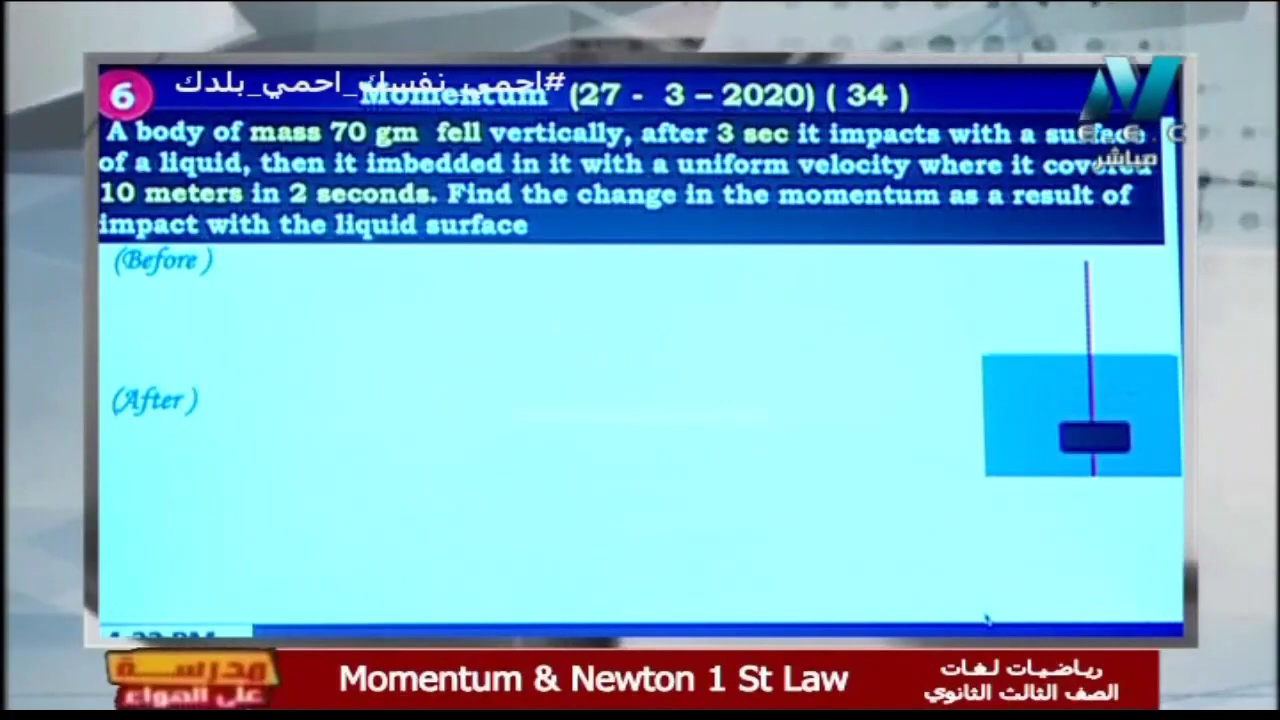 #احمي_نفسك_احمي_بلدك
6
Momentum (27 - 3 – 2020) ( 34 )
A body of mass 70 gm fell vertically, after 3 sec it impacts with a surface
of a liquid, then it imbedded in it with a uniform velocity where it covered
10 meters in 2 seconds. Find the change in the momentum as a result of
impact with the liquid surface
مباشر
(Before )
(After )
مدرسة
على الهواء
Momentum & Newton 1 St Law
رياضيات لغات
الصف الثالث الثانوي